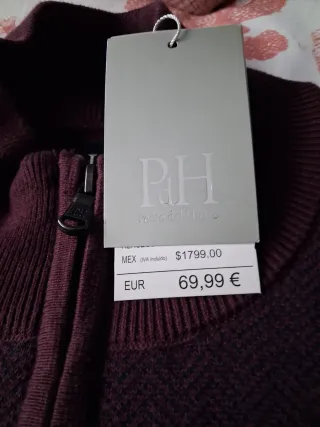 PdH
MEX (IVA incluido) $1799.00
EUR 69,99 €